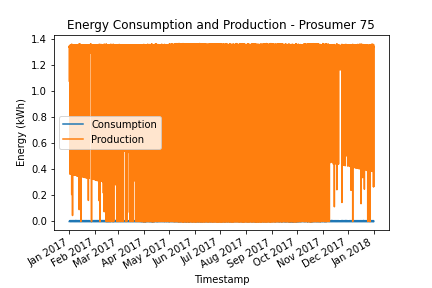 Energy Consumption and Production - Prosumer 75
1.4
1.2
1.0
0.8
0.6
0.4
0.2
0.0
Energy (kWh)
Consumption
Production
Jan 2017
Feb 2017
Mar 2017
Apr 2017
May 2017
Jun 2017
Jul 2017
Aug 2017
Sep 2017
Oct 2017
Nov 2017
Dec 2017
Jan 2018
Timestamp